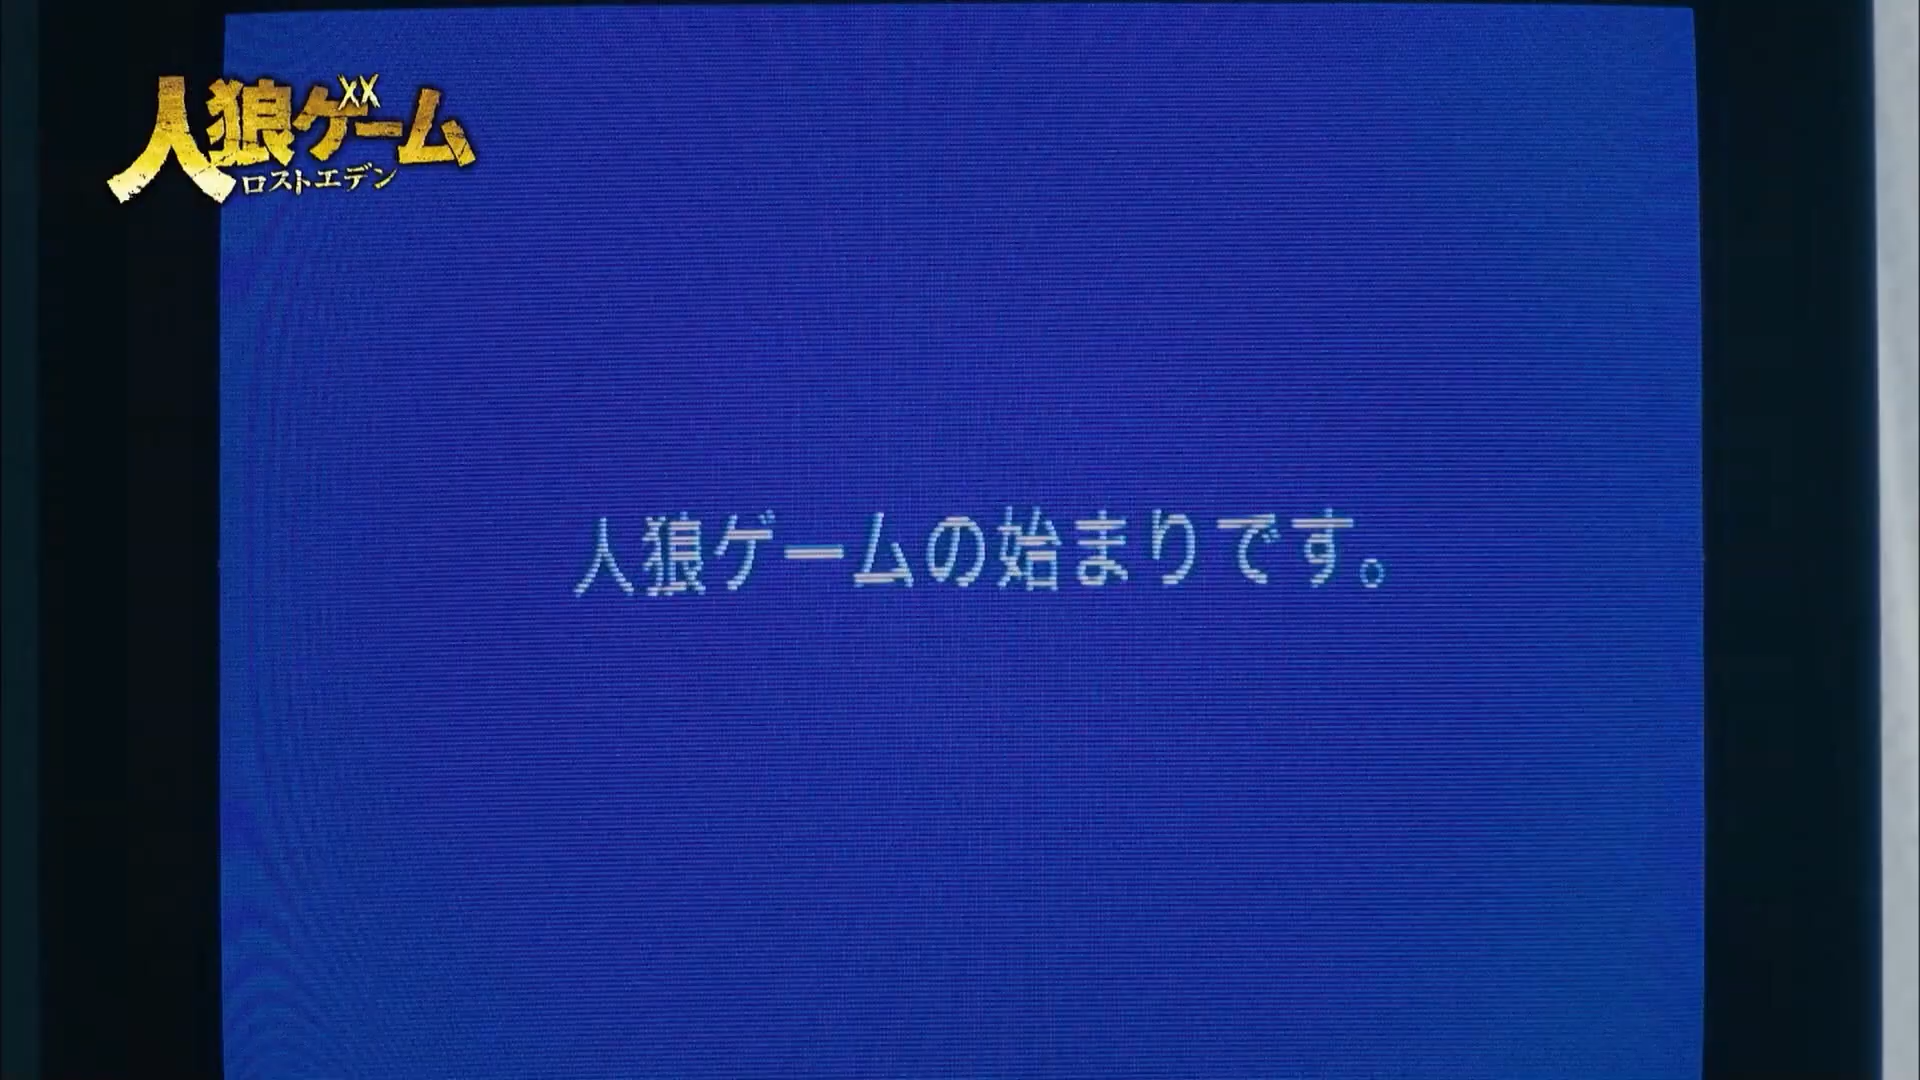 人狼ゲーム
ロストエデン
人狼ゲームの始まりです。